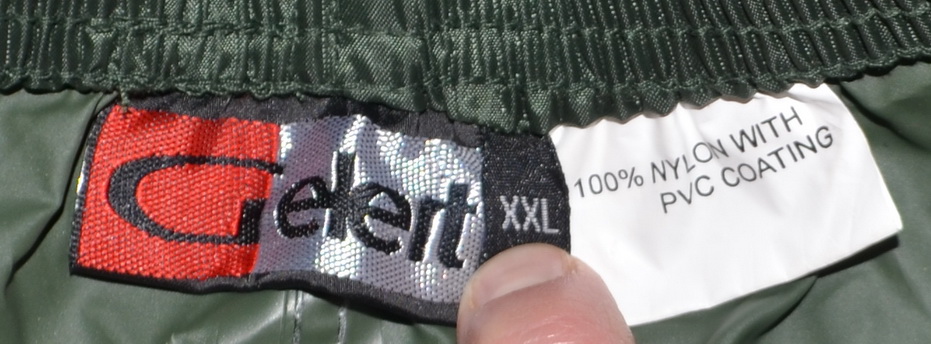 Gelert
XXL
100% NYLON WITH
PVC COATING